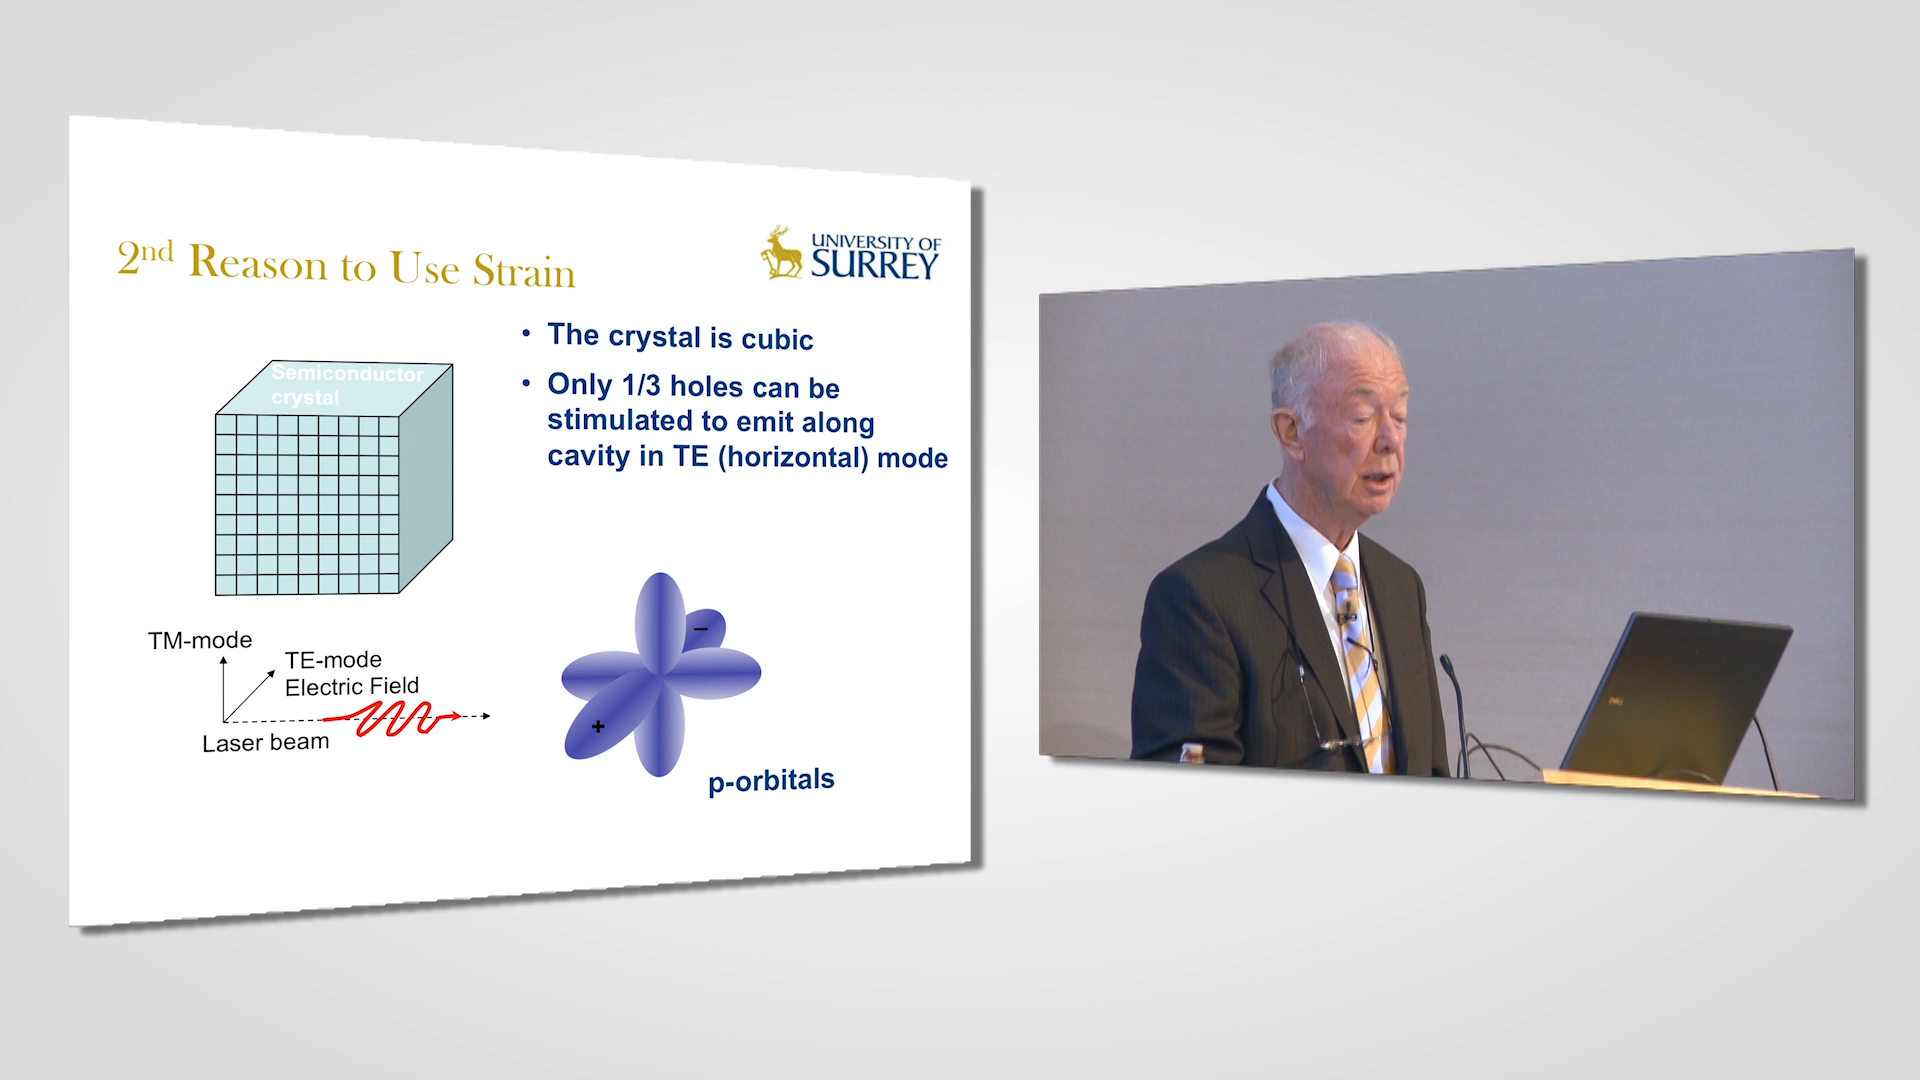 2nd Reason to Use Strain
UNIVERSITY OF
SURREY
• The crystal is cubic
• Only 1/3 holes can be
stimulated to emit along
cavity in TE (horizontal) mode
Semiconductor
crystal
TM-mode
TE-mode
Electric Field
Laser beam
−
+
p-orbitals
DELL